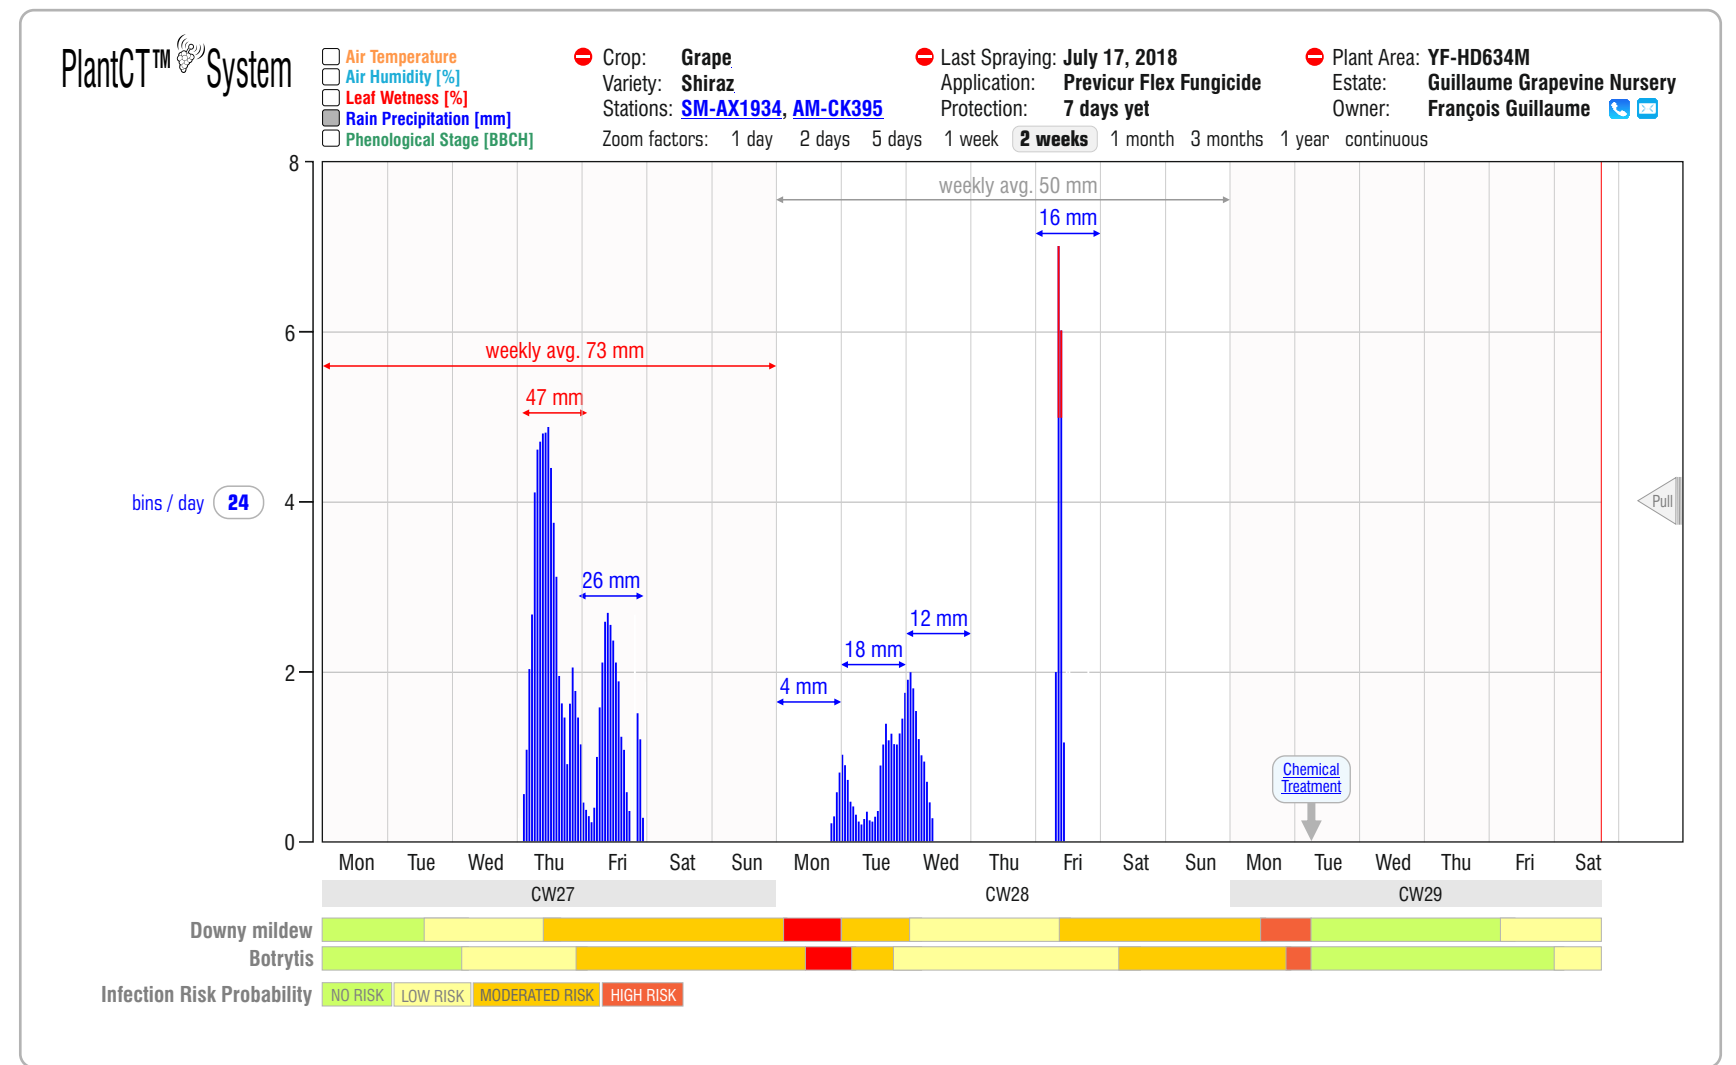 PlantCT™ System
Air Temperature
Air Humidity [%]
Leaf Wetness [%]
Rain Precipitation [mm]
Phenological Stage [BBCH]
Crop: Grape
Variety: Shiraz
Stations: SM-AX1934, AM-CK395
Last Spraying: July 17, 2018
Application: Previcur Flex Fungicide
Protection: 7 days yet
Plant Area: YF-HD634M
Estate: Guillaume Grapevine Nursery
Owner: François Guillaume
Zoom factors: 1 day 2 days 5 days 1 week 2 weeks 1 month 3 months 1 year continuous
8
weekly avg. 50 mm
16 mm
6
weekly avg. 73 mm
47 mm
bins / day 24
4
Pull
26 mm
12 mm
18 mm
2
4 mm
Chemical
Treatment
0
Mon Tue Wed Thu Fri Sat Sun Mon Tue Wed Thu Fri Sat Sun Mon Tue Wed Thu Fri Sat
CW27 CW28 CW29
Downy mildew
Botrytis
Infection Risk Probability NO RISK LOW RISK MODERATED RISK HIGH RISK